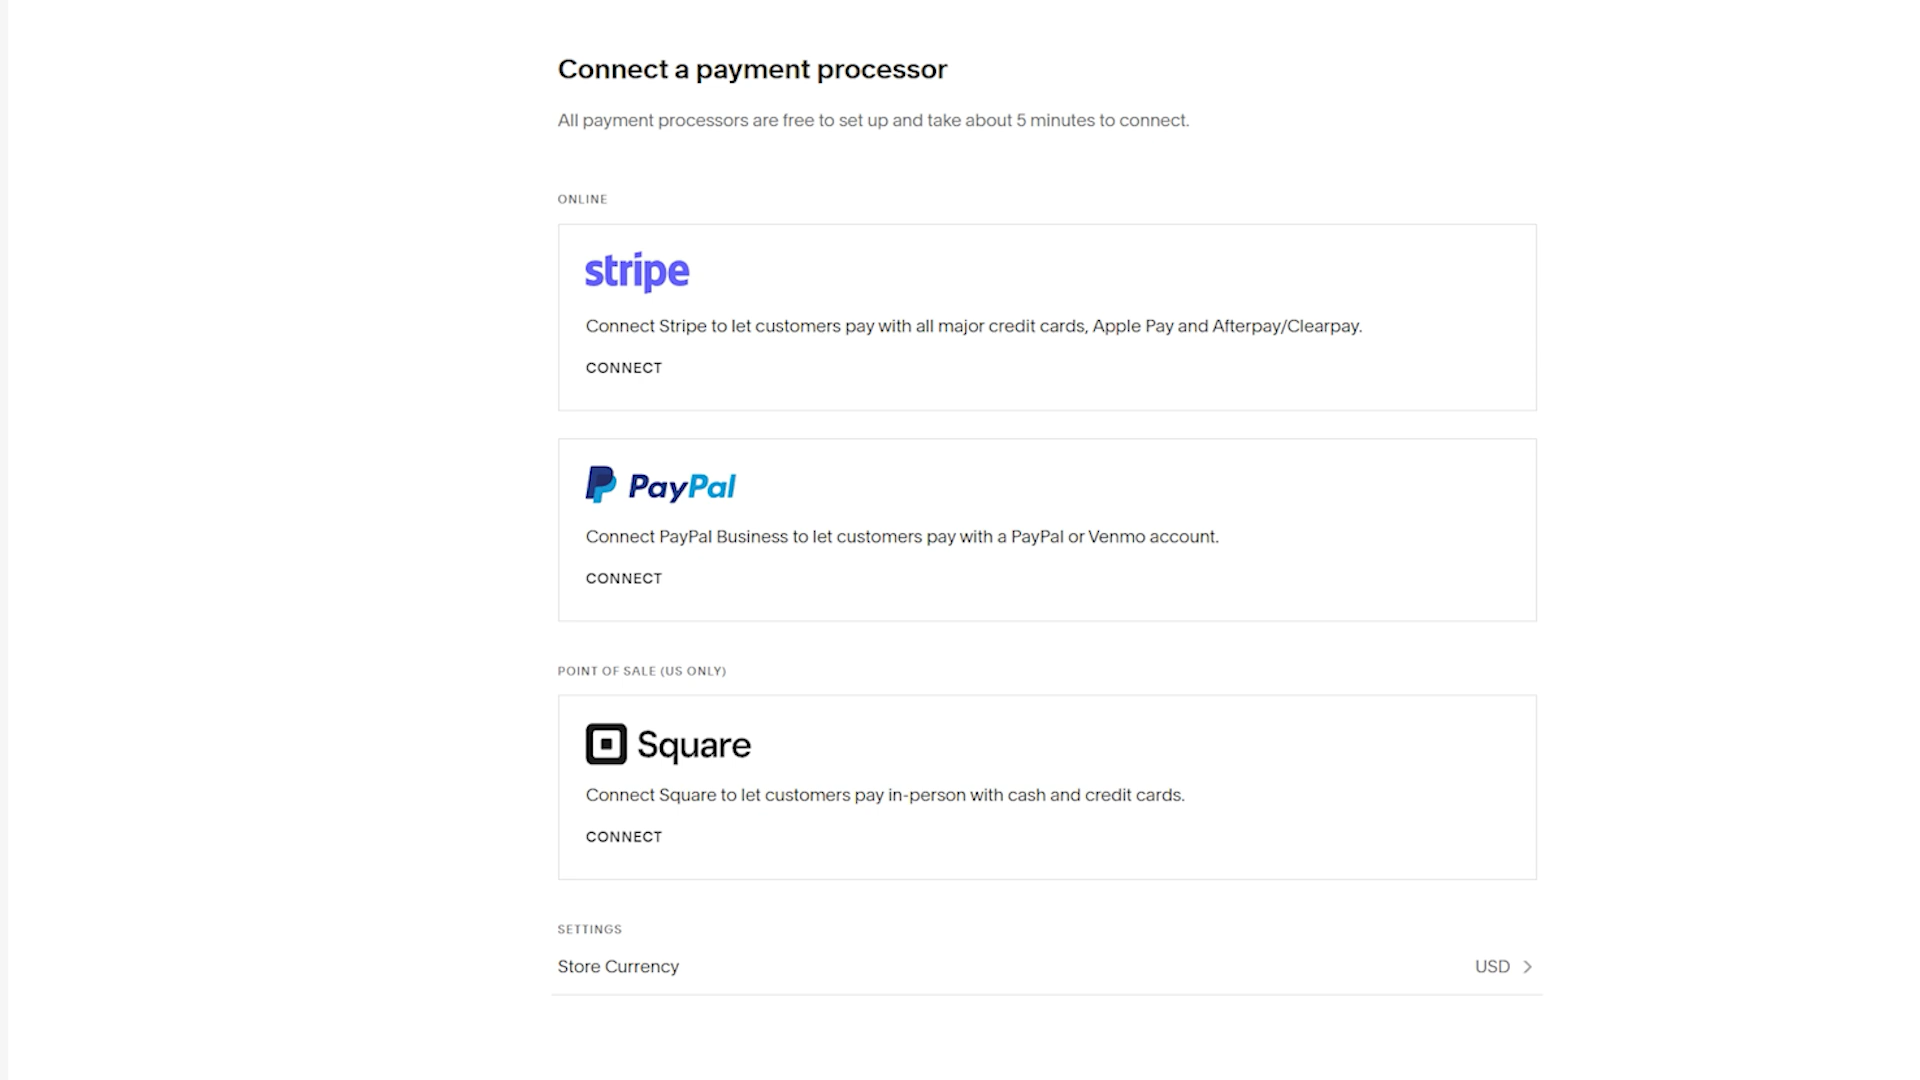 Connect a payment processor
All payment processors are free to set up and take about 5 minutes to connect.
ONLINE
stripe
Connect Stripe to let customers pay with all major credit cards, Apple Pay and Afterpay/Clearpay.
CONNECT
PayPal
Connect PayPal Business to let customers pay with a PayPal or Venmo account.
CONNECT
POINT OF SALE (US ONLY)
Square
Connect Square to let customers pay in-person with cash and credit cards.
CONNECT
SETTINGS
Store Currency USD